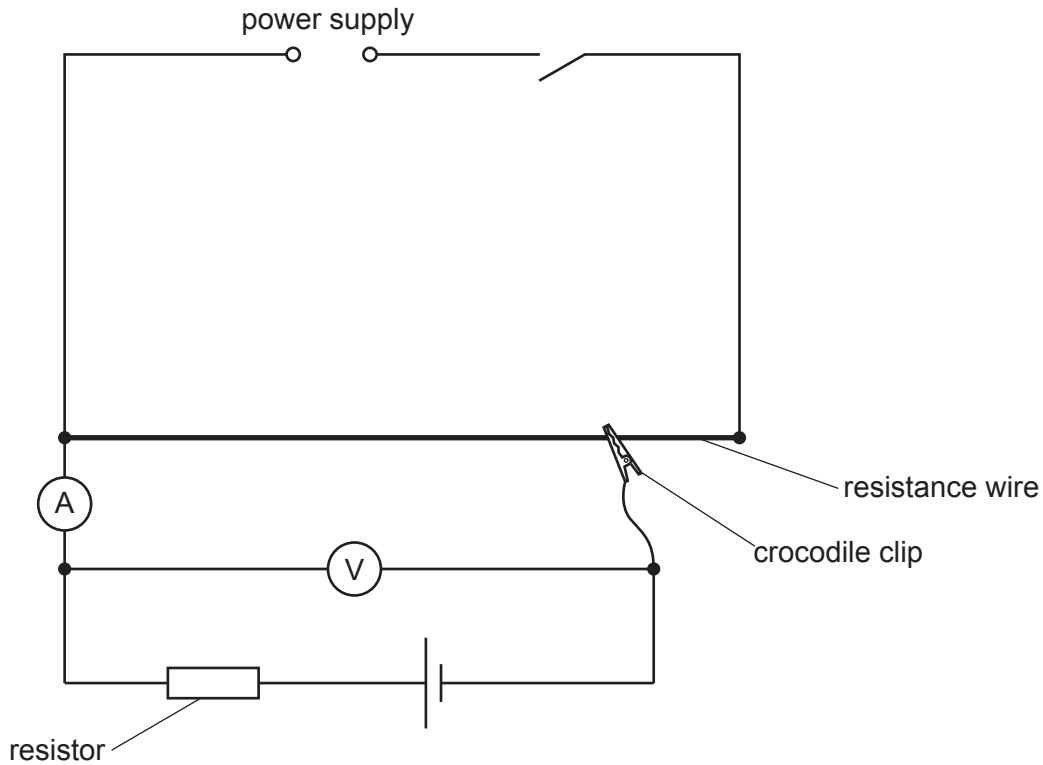 power supply
resistance wire
A
crocodile clip
V
resistor